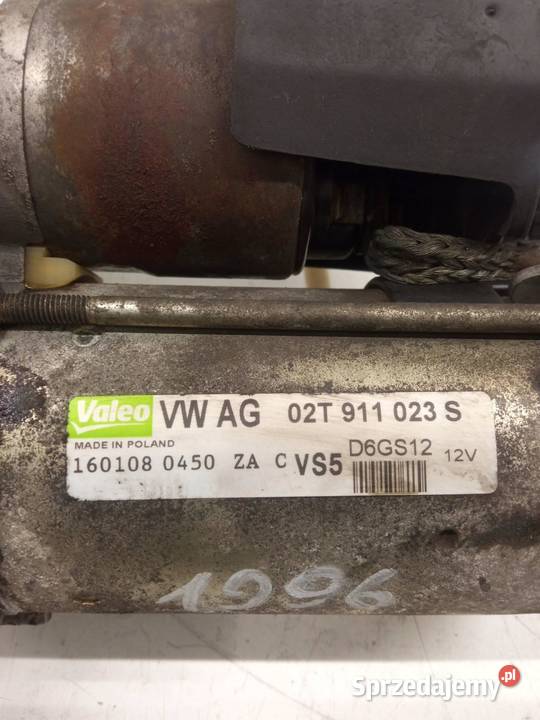 Valeo VW AG 02T 911 023 S
MADE IN POLAND
160108 0450 ZA C VS5 D6GS12 12V
1996
Sprzedajemy.pl